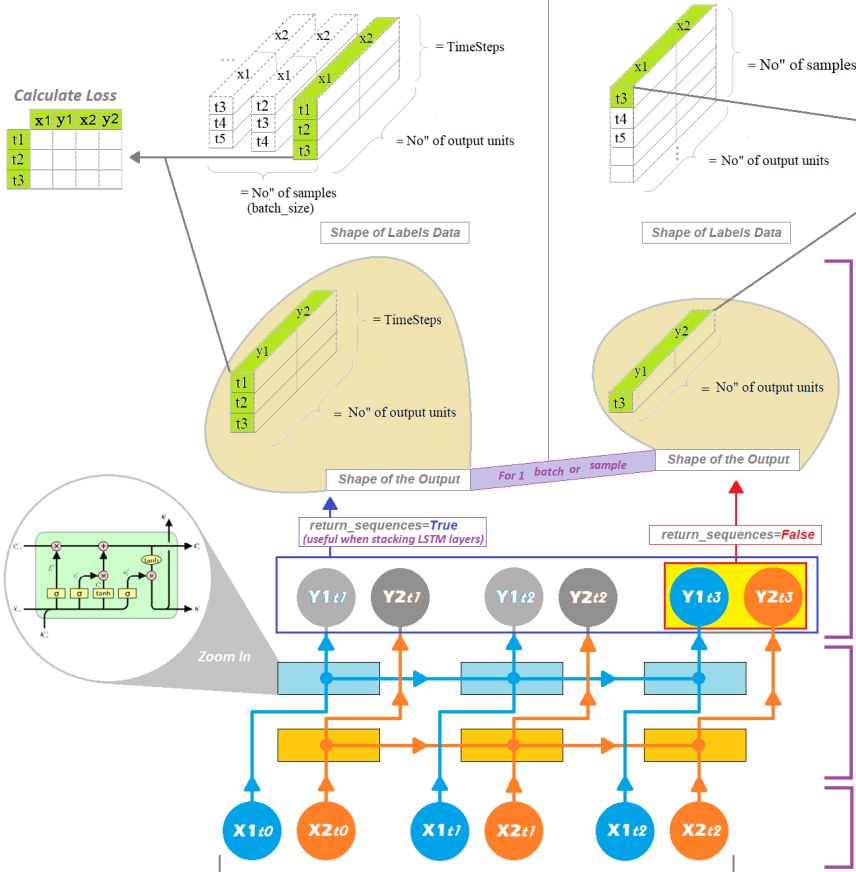 x2
x2
x2
...
x1
x1
x1
= TimeSteps
t3
t2
t1
t4
t3
t2
t5
t4
t3
= No" of output units
= No" of samples
(batch_size)
Calculate Loss
x1 y1 x2 y2
t1
t2
t3
Shape of Labels Data
x2
x1
= No" of samples
t3
t4
t5
= No" of output units
Shape of Labels Data
y2
y1
= TimeSteps
t1
t2
t3
= No" of output units
Shape of the Output
For 1 batch or sample
y2
y1
t3
= No" of output units
Shape of the Output
return_sequences=True
(useful when stacking LSTM layers)
return_sequences=False
σ σ tanh σ
tanh
Zoom In
Y1t1 Y2t1 Y1t2 Y2t2 Y1t3 Y2t3
X1t0 X2t0 X1t1 X2t1 X1t2 X2t2